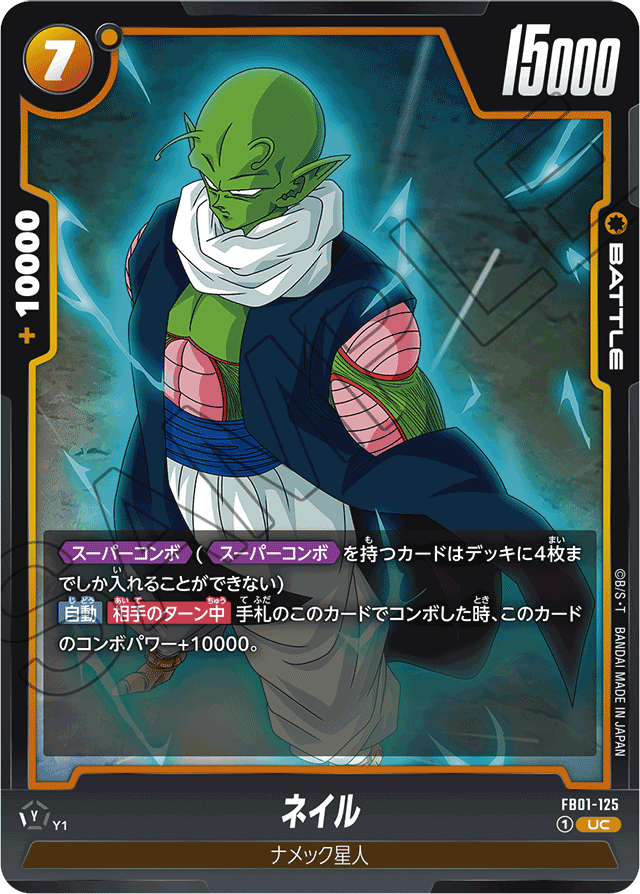 7
15000
+10000
BATTLE
SAMPLE
スーパーコンボ ( スーパーコンボ を持つカードはデッキに4枚ま
でしか入れることができない)
自動 相手のターン中 手札のこのカードでコンボした時、このカード
のコンボパワー+10000。
©B/S・T BANDAI MADE IN JAPAN
Y Y1
ネイル
FB01-125
1 UC
ナメック星人